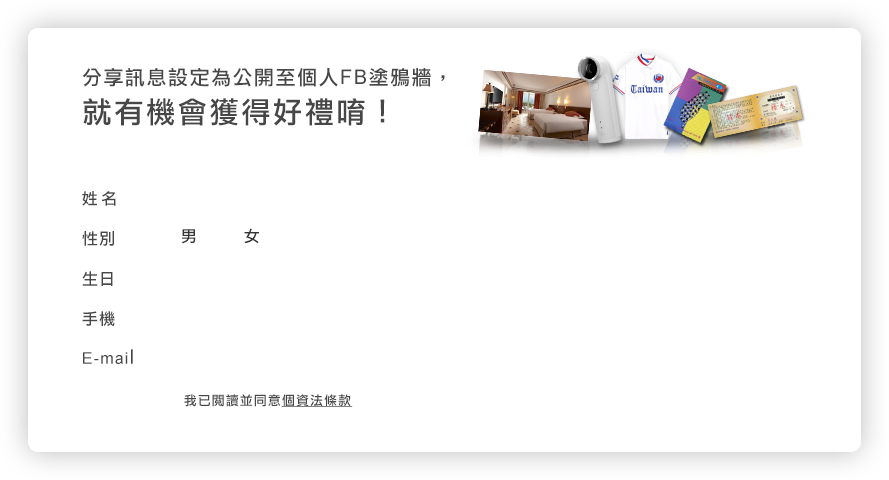 分享訊息設定為公開至個人FB塗鴉牆，
就有機會獲得好禮唷！
Taiwan
姓名
性別 男 女
生日
手機
E-mail
我已閱讀並同意個資法條款